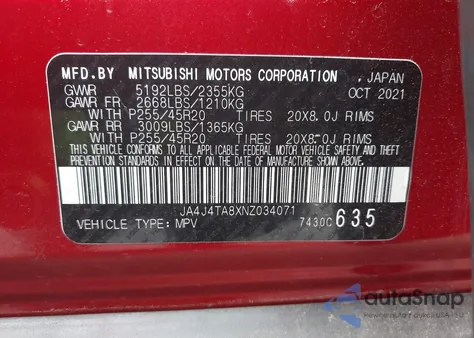 MFD.BY MITSUBISHI MOTORS CORPORATION , JAPAN
GVWR 5192LBS/2355KG OCT 2021
GAWR FR 2668LBS/1210KG
WITH P255/45R20 TIRES 20X8.0J RIMS
GAWR RR 3009LBS/1365KG
WITH P255/45R20 TIRES 20X8.0J RIMS
THIS VEHICLE CONFORMS TO ALL APPLICABLE FEDERAL MOTOR VEHICLE SAFETY AND THEFT
PREVENTION STANDARDS IN EFFECT ON THE DATE OF MANUFACTURE SHOWN ABOVE.
JA4J4TA8XNZ034071
VEHICLE TYPE: MPV 7430C 635
autoSnap